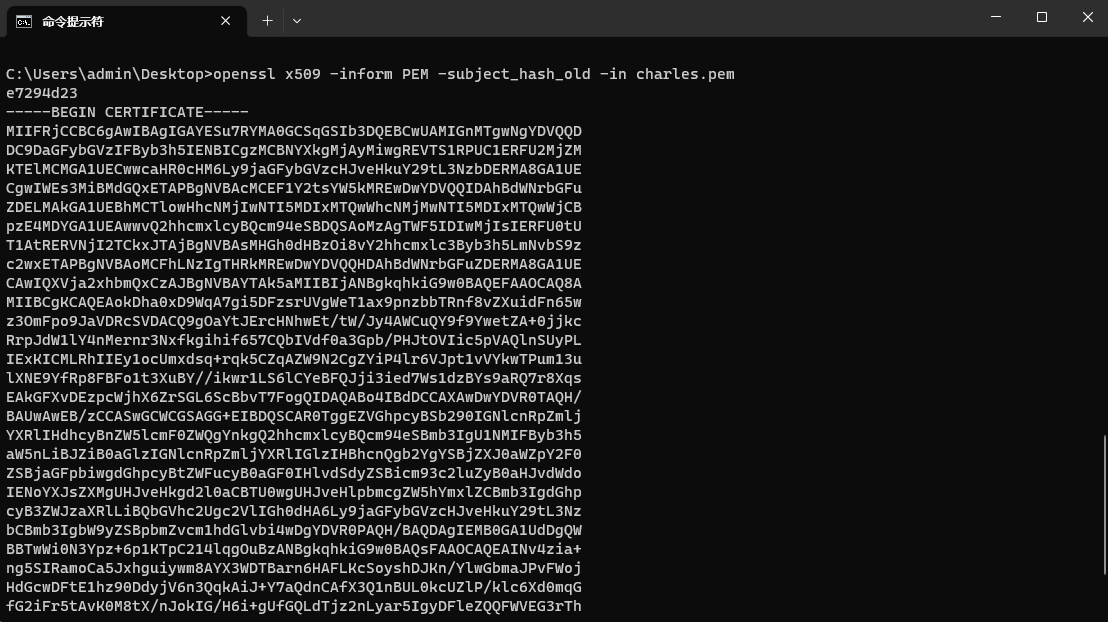 命令提示符
C:\Users\admin\Desktop>openssl x509 -inform PEM -subject_hash_old -in charles.pem
e7294d23
-----BEGIN CERTIFICATE-----
MIIFRjCCBC6gAwIBAgIGAYESu7RYMA0GCSqGSIb3DQEBCwUAMIGnMTgwNgYDVQQD
DC9DaGFybGVzIFByb3h5IENBICgzMCBNYXkgMjAyMiwgREVTS1RPUC1ERFU2MjZM
KTElMCMGA1UECwwcaHR0cHM6Ly9jaGFybGVzcHJveHkuY29tL3NzbDERMA8GA1UE
CgwIWEs3MiBMdGQxETAPBgNVBAcMCEF1Y2tsYW5kMREwDwYDVQQIDAhBdWNrbGFu
ZDELMAkGA1UEBhMCTlowHhcNMjIwNTI5MDIxMTQwWhcNMjMwNTI5MDIxMTQwWjCB
pzE4MDYGA1UEAwwvQ2hhcmxlcyBQcm94eSBDQSAoMzAgTWF5IDIwMjIsIERFU0tU
T1AtRERVNjI2TCkxJTAjBgNVBAsMHGh0dHBzOi8vY2hhcmxlc3Byb3h5LmNvbS9z
c2wxETAPBgNVBAoMCFhLNzIgTHRkMREwDwYDVQQHDAhBdWNrbGFuZDERMA8GA1UE
CAwIQXVja2xhbmQxCzAJBgNVBAYTAk5aMIIBIjANBgkqhkiG9w0BAQEFAAOCAQ8A
MIIBCgKCAQEAokDha0xD9WqA7gi5DFzsrUVgWeT1ax9pnzbbTRnf8vZXuidFn65w
z3OmFpo9JaVDRcSVDACQ9gOaYtJErcHNhwEt/tW/Jy4AWCuQY9f9YwetZA+0jjkc
RrpJdW1lY4nMernr3Nxfkgihif657CQbIVdf0a3Gpb/PHJtOVIic5pVAQlnSUyPL
IExKICMLRhIIEy1ocUmxdsq+rqk5CZqAZW9N2CgZYiP4lr6VJpt1vVYkwTPum13u
lXNE9YfRp8FBFo1t3XuBY//ikwr1LS6lCYeBFQJji3ied7Ws1dzBYs9aRQ7r8Xqs
EAkGFXvDEzpcWjhX6ZrSGL6ScBbvT7FogQIDAQABo4IBdDCCAXAwDwYDVR0TAQH/
BAUwAwEB/zCCASwGCWCGSAGG+EIBDQSCAR0TggEZVGhpcyBSb290IGNlcnRpZmlj
YXRlIHdhcyBnZW5lcmF0ZWQgYnkgQ2hhcmxlcyBQcm94eSBmb3IgU1NMIFByb3h5
aW5nLiBJZiB0aGlzIGNlcnRpZmljYXRlIGlzIHBhcnQgb2YgYSBjZXJ0aWZpY2F0
ZSBjaGFpbiwgdGhpcyBtZWFucyB0aGF0IHlvdSdyZSBicm93c2luZyB0aHJvdWdo
IENoYXJsZXMgUHJveHkgd2l0aCBTU0wgUHJveHlpbmcgZW5hYmxlZCBmb3IgdGhp
cyB3ZWJzaXRlLiBQbGVhc2Ugc2VlIGh0dHA6Ly9jaGFybGVzcHJveHkuY29tL3Nz
bCBmb3IgbW9yZSBpbmZvcm1hdGlvbi4wDgYDVR0PAQH/BAQDAgIEMB0GA1UdDgQW
BBTwWi0N3Ypz+6p1KTpC214lqgOuBzANBgkqhkiG9w0BAQsFAAOCAQEAINv4zia+
ng5SIRamoCa5Jxhguiywm8AYX3WDTBarn6HAFLKcSoyshDJKn/YlwGbmaJPvFWoj
HdGcwDFtE1hz90DdyjV6n3QqkAiJ+Y7aQdnCAfX3Q1nBUL0kcUZlP/klc6Xd0mqG
fG2iFr5tAvK0M8tX/nJokIG/H6i+gUfGQLdTjz2nLyar5IgyDFleZQQFWVEG3rTh